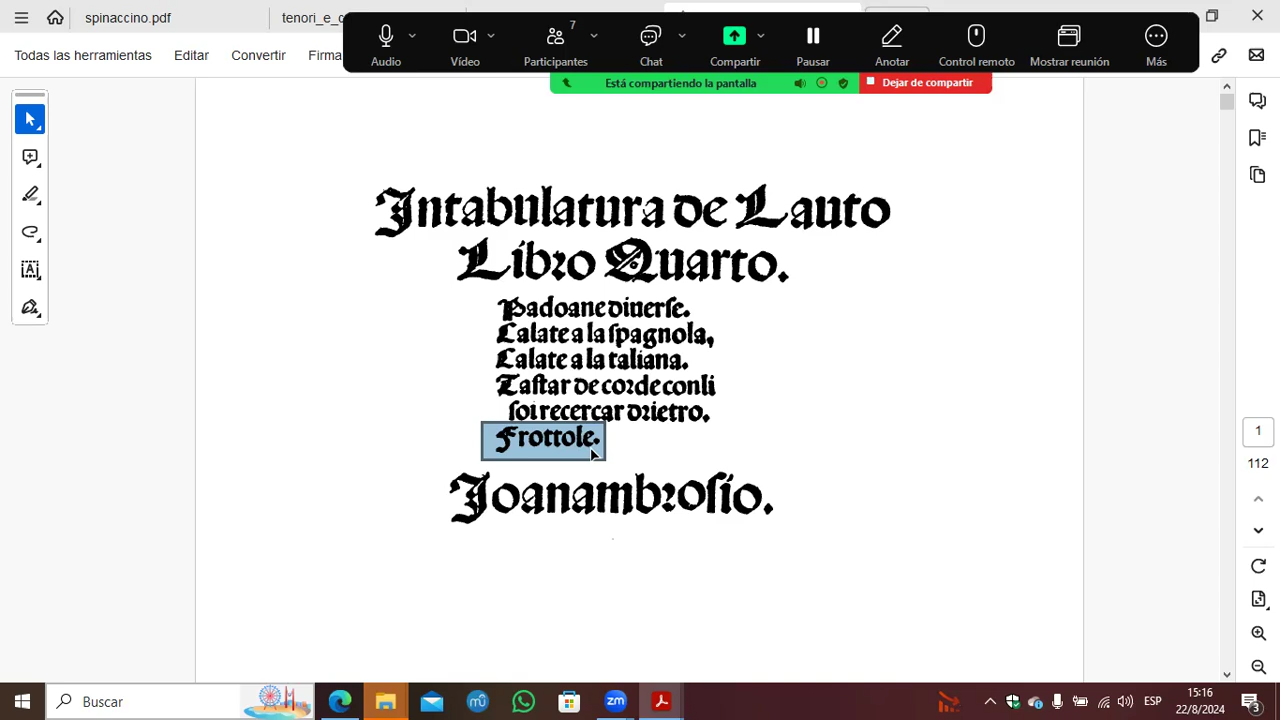 spinaccino.pdf
tenori_e_c
Todas las herramientas
Editar
Convertir
Firma
Audio
Vídeo
7
Participantes
Chat
Compartir
Pausar
Anotar
Control remoto
Mostrar reunión
Más
Está compartiendo la pantalla
Dejar de compartir
Intabulatura de Lauto
Libro Quarto.
Padoane diuerse.
Calate a la spagnola,
Calate a la taliana.
Tastar de corde con li
soi recercar drietro.
Frottole.
Joanambrosio.
1
112
Buscar
zm
ESP
15:16
22/8/2024
3